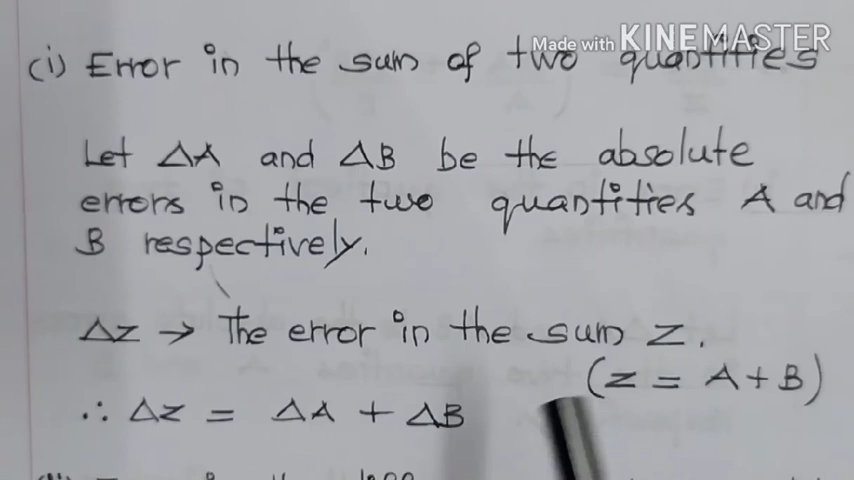 Made with KINEMASTER
(i) Error in the sum of two quantities
Let ΔA and ΔB be the absolute
errors in the two quantities A and
B respectively.
ΔZ → The error in the sum Z.
(Z = A + B)
∴ ΔZ = ΔA + ΔB